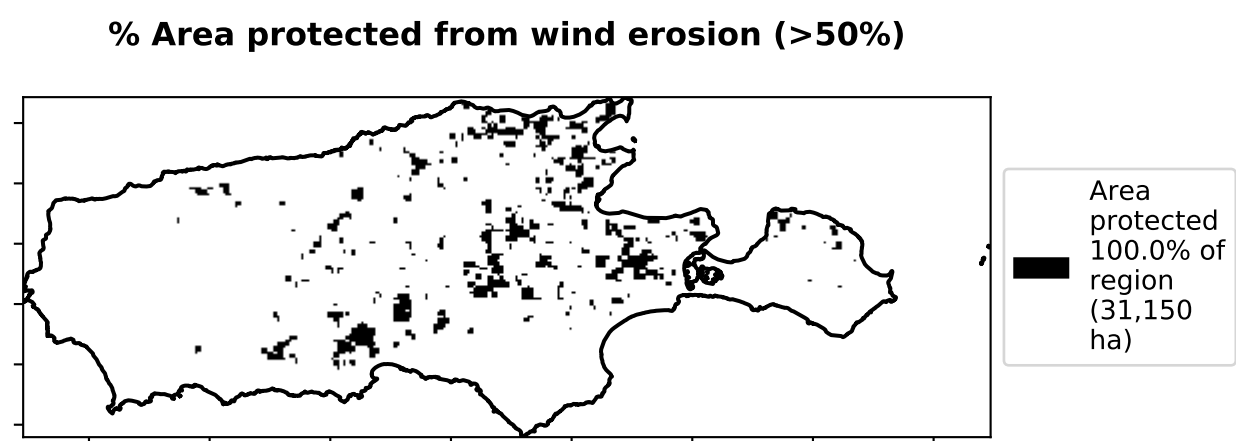 % Area protected from wind erosion (>50%)
Area
protected
100.0% of
region
(31,150
ha)